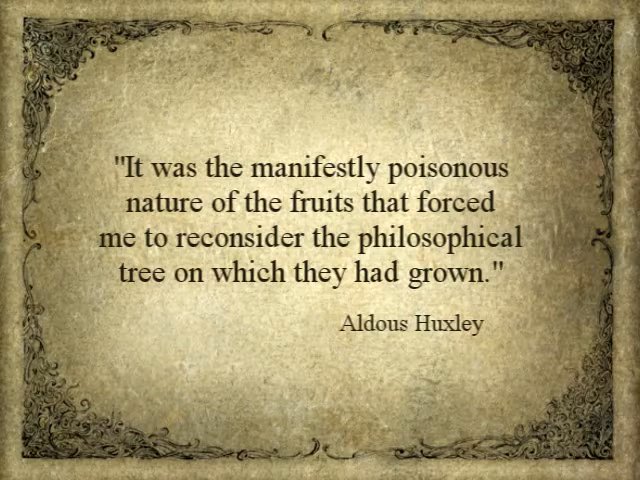 "It was the manifestly poisonous
nature of the fruits that forced
me to reconsider the philosophical
tree on which they had grown."
Aldous Huxley